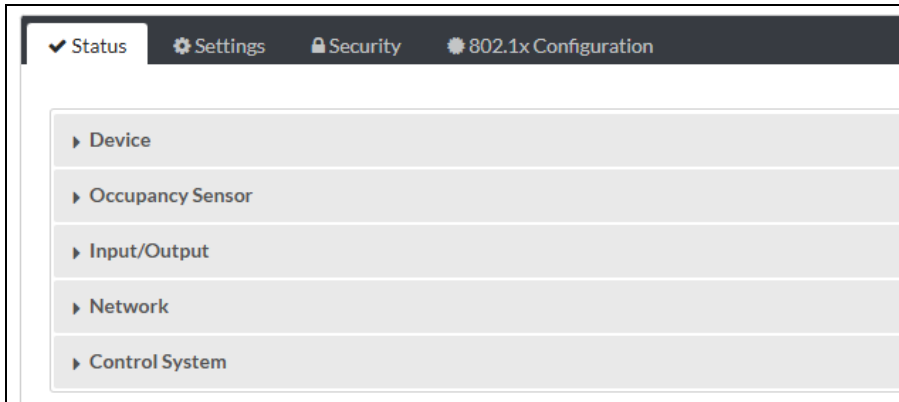 Status Settings Security 802.1x Configuration
Device
Occupancy Sensor
Input/Output
Network
Control System